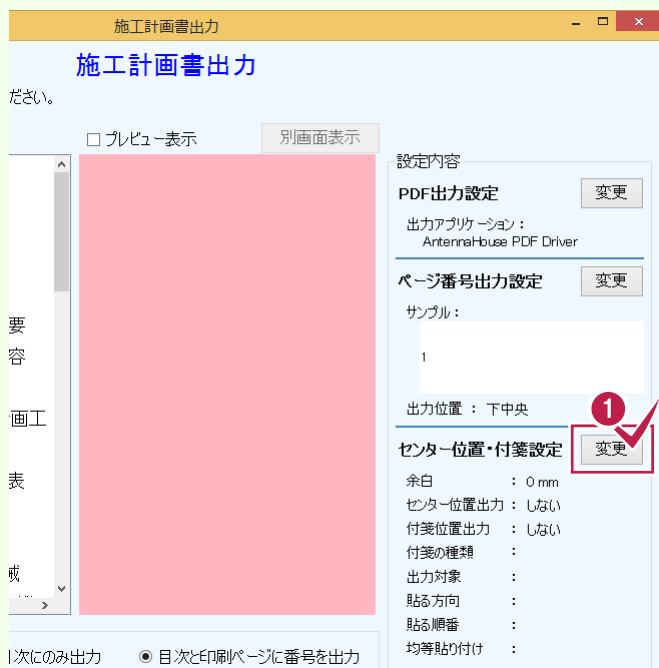 施工計画書出力
施工計画書出力
ださい。
プレビュー表示
別画面表示
要
容
画工
表
械
次にのみ出力
目次と印刷ページに番号を出力
設定内容
PDF出力設定 変更
出力アプリケーション：
AntennaHouse PDF Driver
ページ番号出力設定 変更
サンプル：
1
出力位置 ： 下中央
1
センター位置・付箋設定 変更
余白 ： 0 mm
センター位置出力 ： しない
付箋位置出力 ： しない
付箋の種類 ：
出力対象 ：
貼る方向 ：
貼る順番 ：
均等貼り付け ：